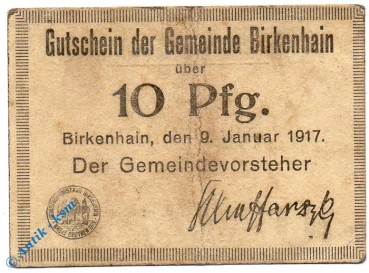 Gutschein der Gemeinde Birkenhain
über
10 Pfg.
Birkenhain, den 9. Januar 1917.
Der Gemeindevorsteher